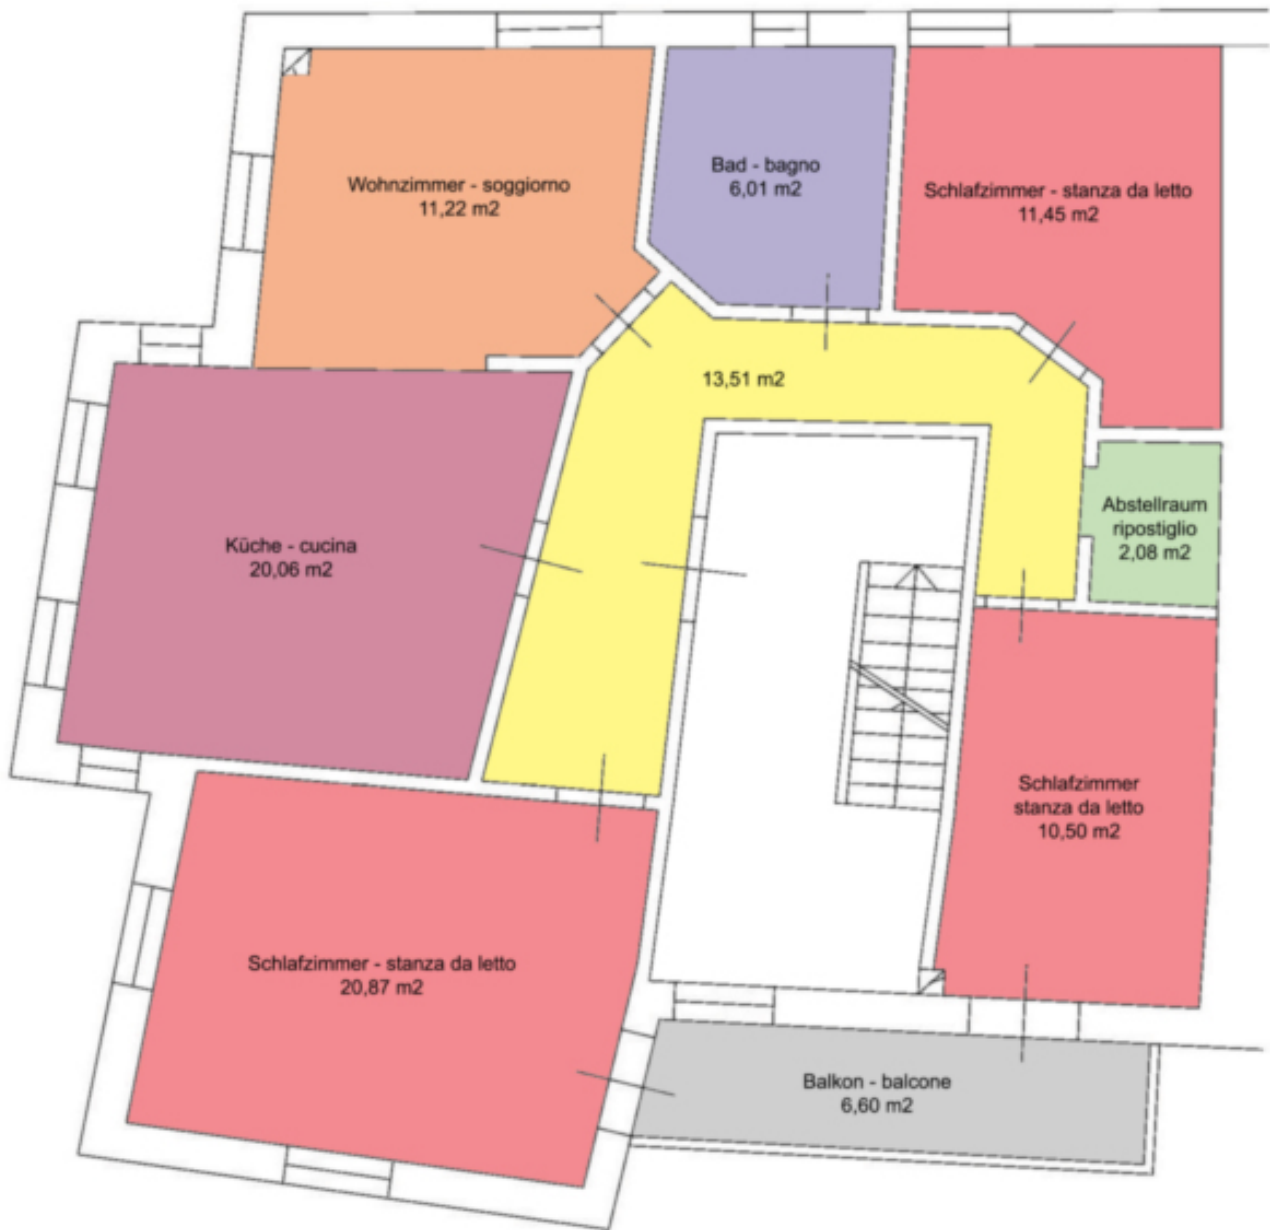 Wohnzimmer - soggiorno
11,22 m2
Bad - bagno
6,01 m2
Schlafzimmer - stanza da letto
11,45 m2
13,51 m2
Küche - cucina
20,06 m2
Abstellraum
ripostiglio
2,08 m2
Schlafzimmer
stanza da letto
10,50 m2
Schlafzimmer - stanza da letto
20,87 m2
Balkon - balcone
6,60 m2